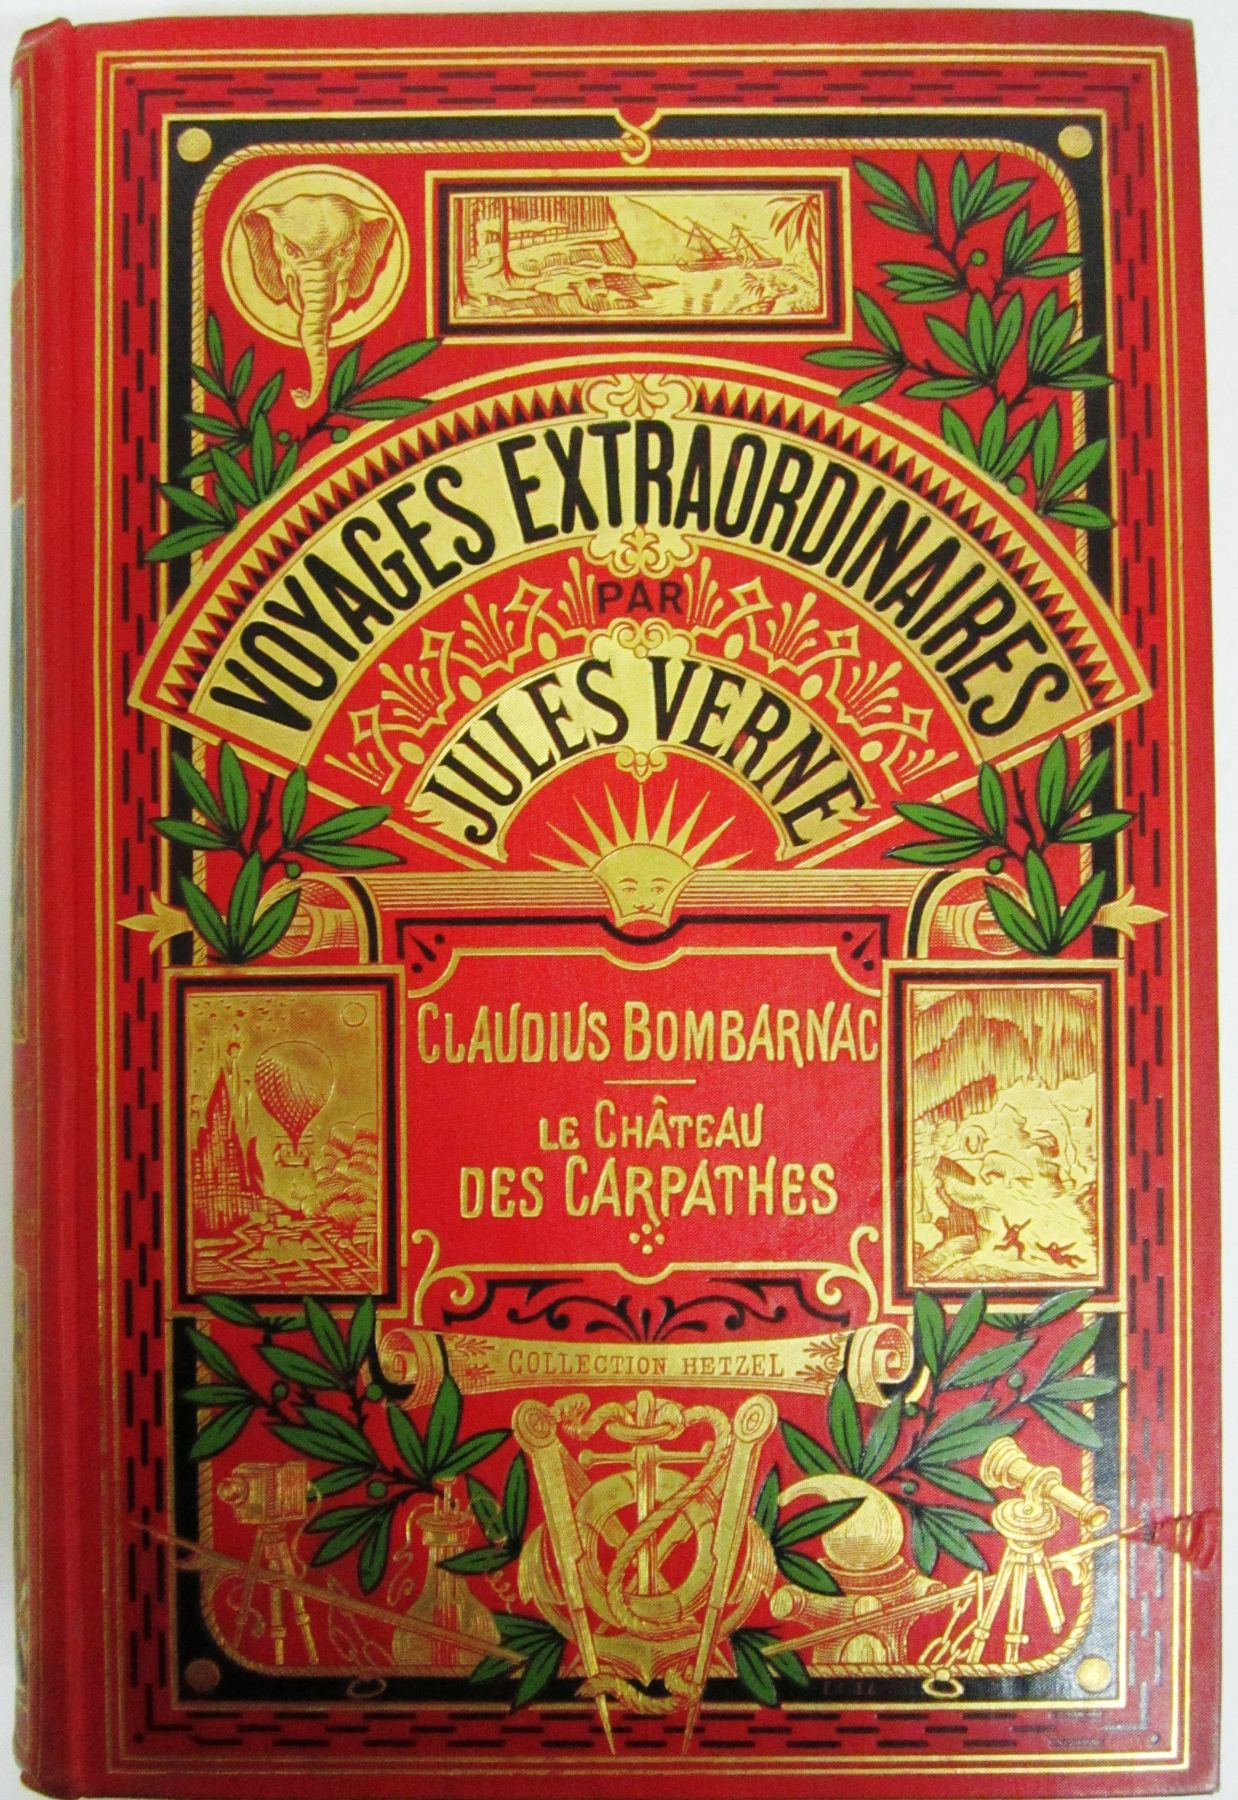 VOYAGES EXTRAORDINAIRES
PAR
JULES VERNE
CLAUDIUS BOMBARNAC
LE CHÂTEAU
DES CARPATHES
COLLECTION HETZEL